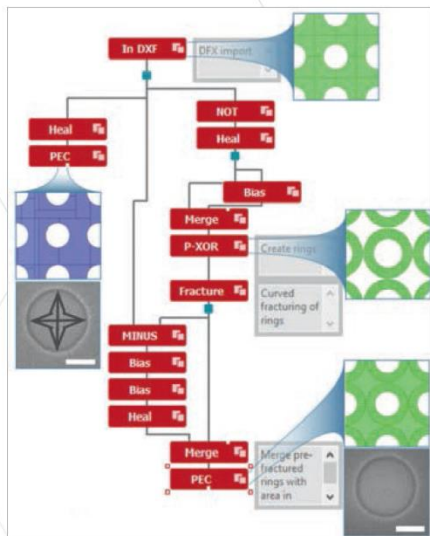 In DXF
DFX import
NOT
Heal
Heal
PEC
Bias
Merge
P-XOR
Create rings
Fracture
Curved
fracturing of
rings
MINUS
Bias
Bias
Heal
Merge
PEC
Merge pre-
fractured
rings with
area in